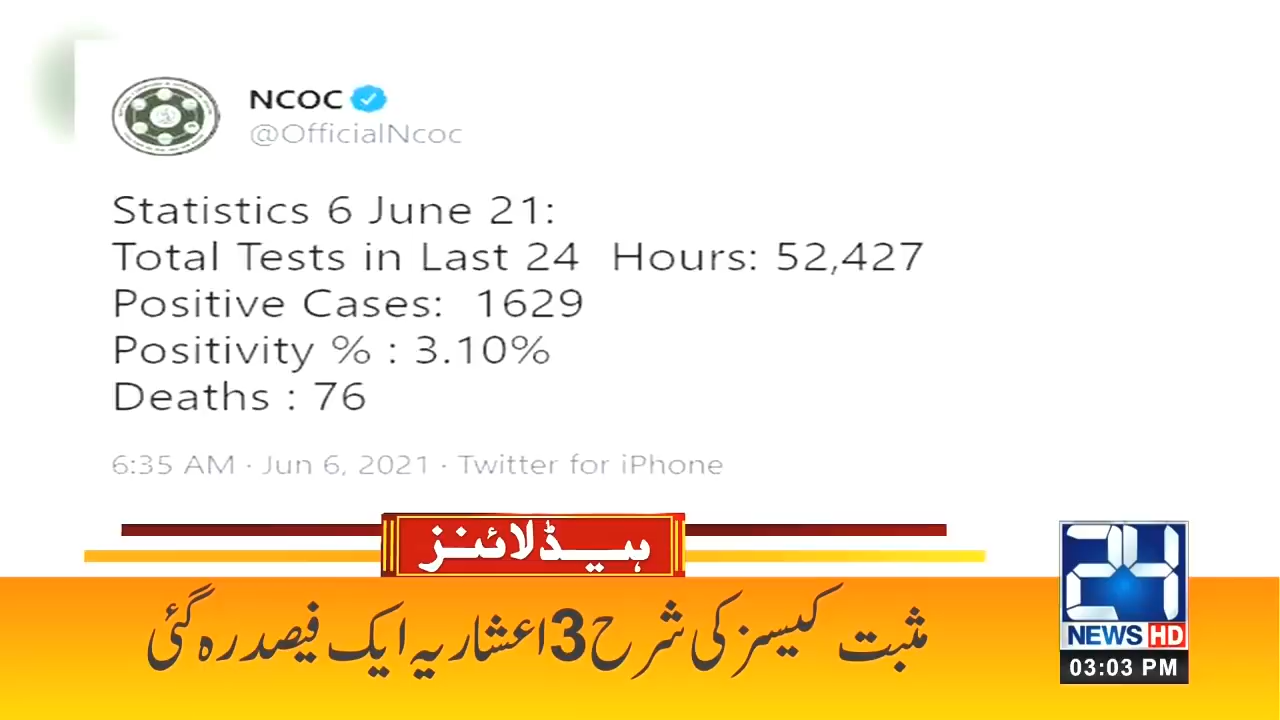 NCOC
@OfficialNcoc
Statistics 6 June 21:
Total Tests in Last 24 Hours: 52,427
Positive Cases: 1629
Positivity % : 3.10%
Deaths : 76
6:35 AM · Jun 6, 2021 · Twitter for iPhone
ہیڈلائنز
مثبت کیسز کی شرح 3 اعشاریہ ایک فیصد رہ گئی
24
NEWS HD
03:03 PM